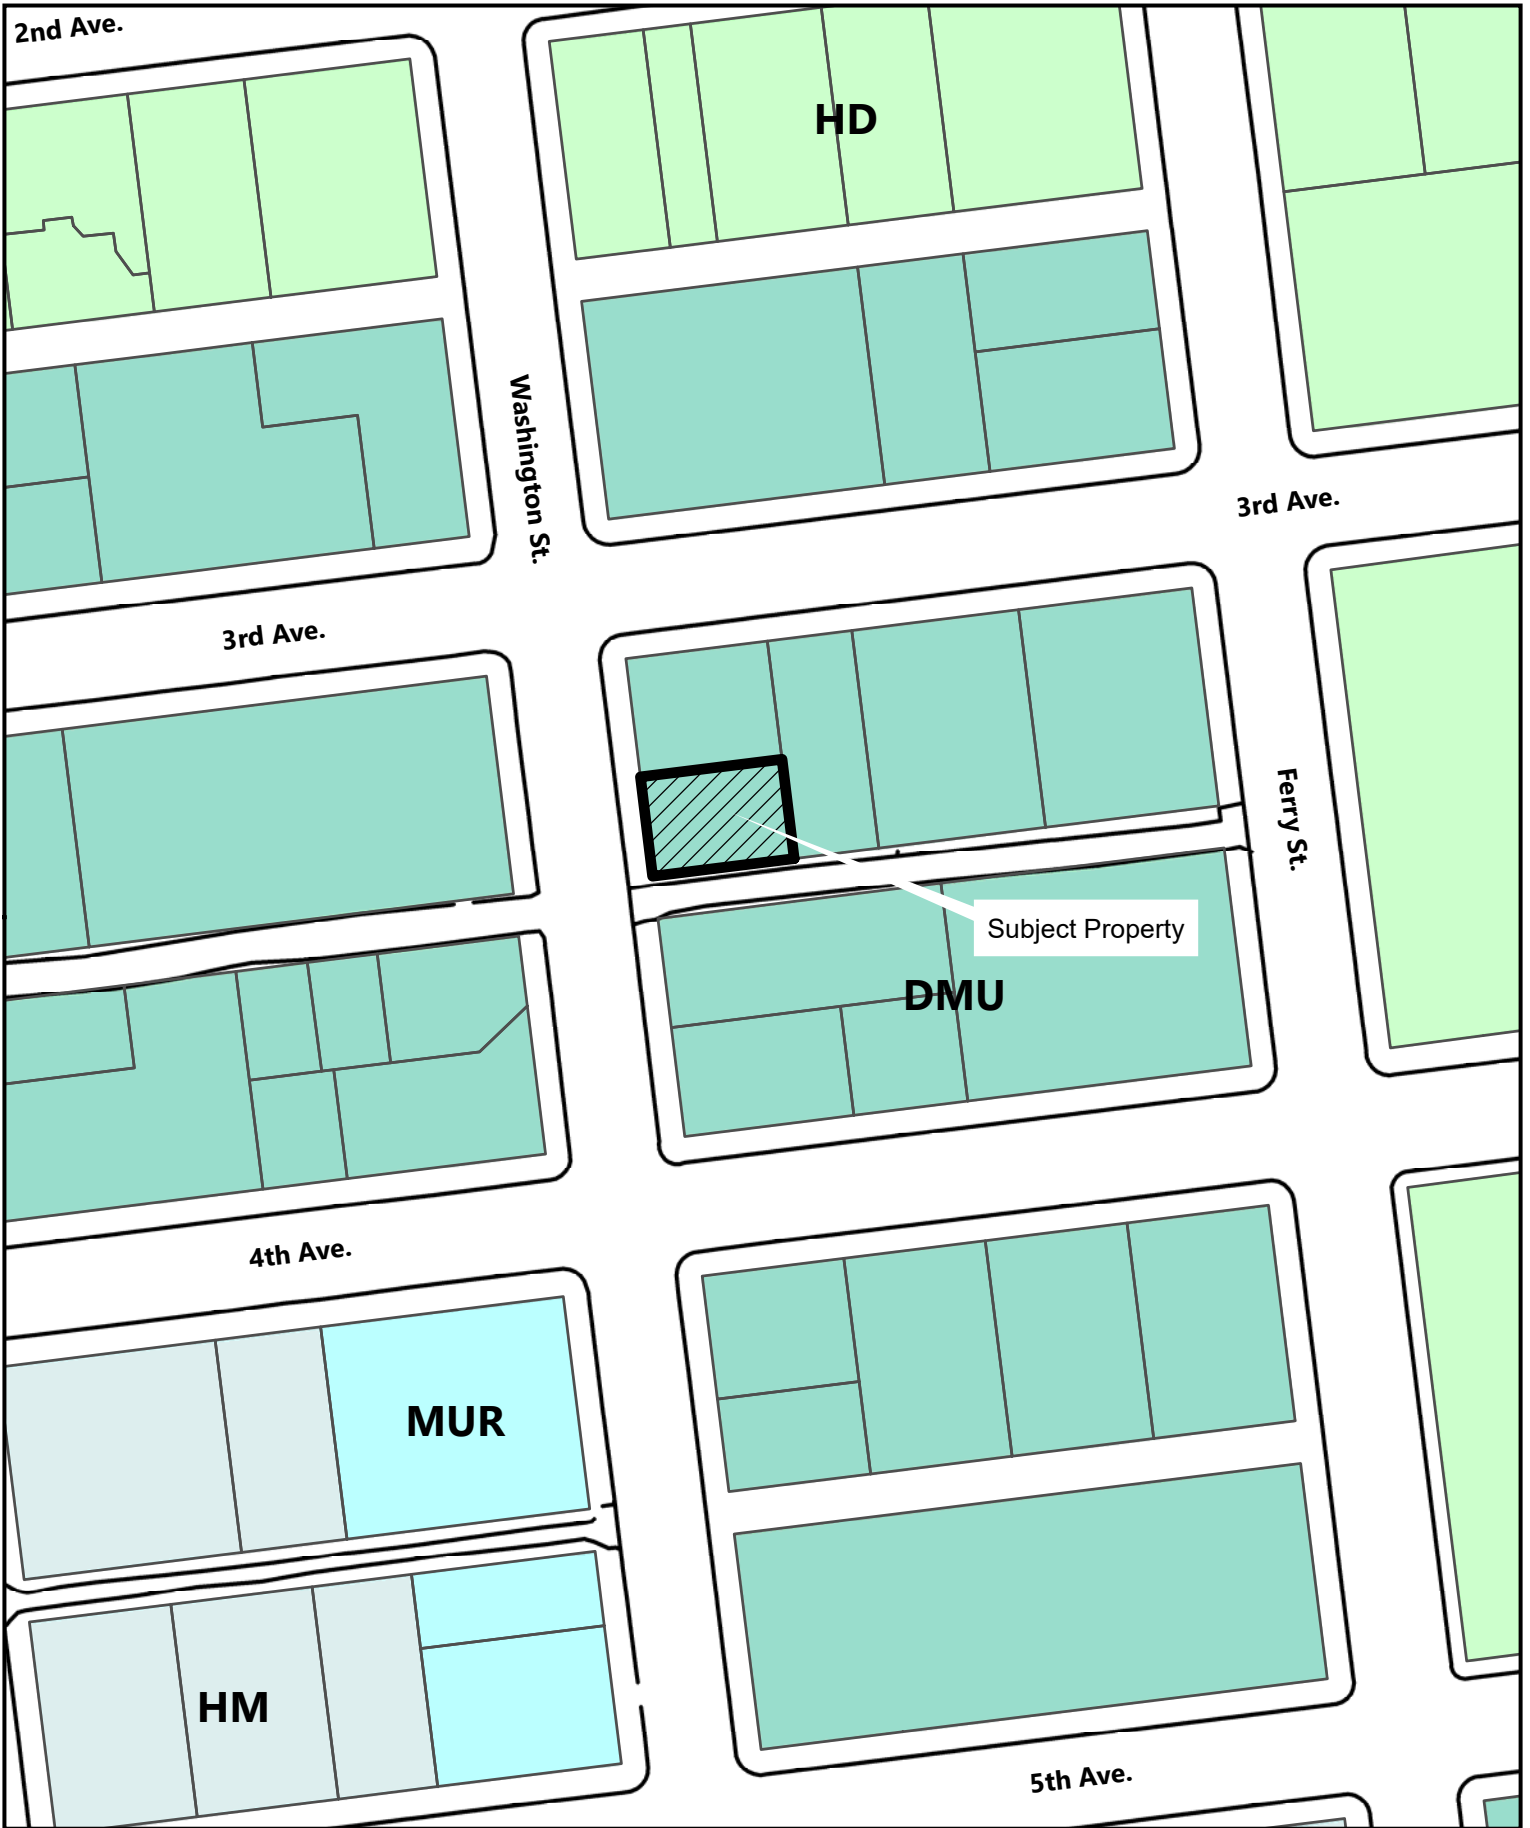 2nd Ave.
HD
Washington St.
3rd Ave.
3rd Ave.
Ferry St.
Subject Property
DMU
4th Ave.
MUR
HM
5th Ave.